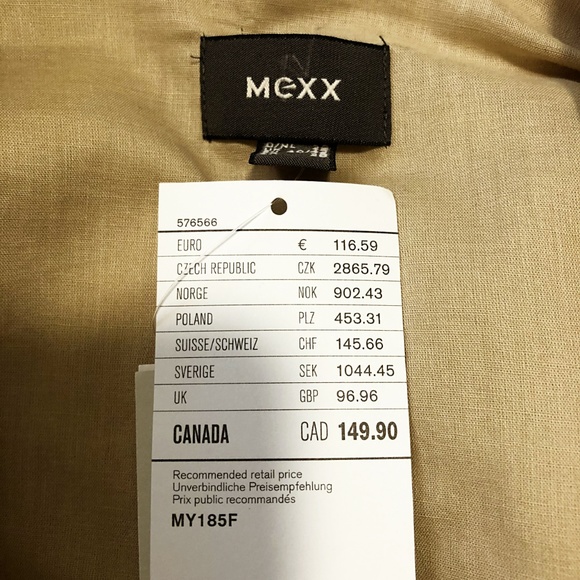 Mexx
576566
EURO € 116.59
CZECH REPUBLIC CZK 2865.79
NORGE NOK 902.43
POLAND PLZ 453.31
SUISSE/SCHWEIZ CHF 145.66
SVERIGE SEK 1044.45
UK GBP 96.96
CANADA CAD 149.90
Recommended retail price
Unverbindliche Preisempfehlung
Prix public recommandés
MY185F